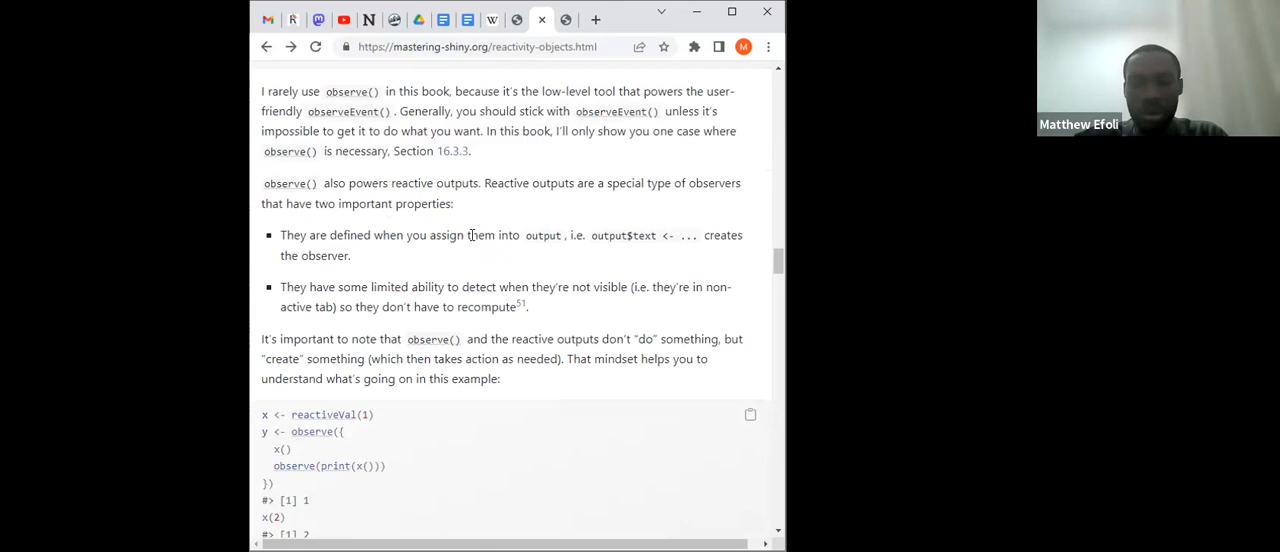 https://mastering-shiny.org/reactivity-objects.html
M
Matthew Efoli
I rarely use observe() in this book, because it's the low-level tool that powers the user-
friendly observeEvent(). Generally, you should stick with observeEvent() unless it's
impossible to get it to do what you want. In this book, I'll only show you one case where
observe() is necessary, Section 16.3.3.
observe() also powers reactive outputs. Reactive outputs are a special type of observers
that have two important properties:
▪ They are defined when you assign them into output, i.e. output$text <- ... creates
the observer.
▪ They have some limited ability to detect when they're not visible (i.e. they're in non-
active tab) so they don't have to recompute51.
It's important to note that observe() and the reactive outputs don't "do" something, but
"create" something (which then takes action as needed). That mindset helps you to
understand what's going on in this example:
x <- reactiveVal(1)
y <- observe({
x()
observe(print(x()))
})
#> [1] 1
x(2)
#> [1] 2